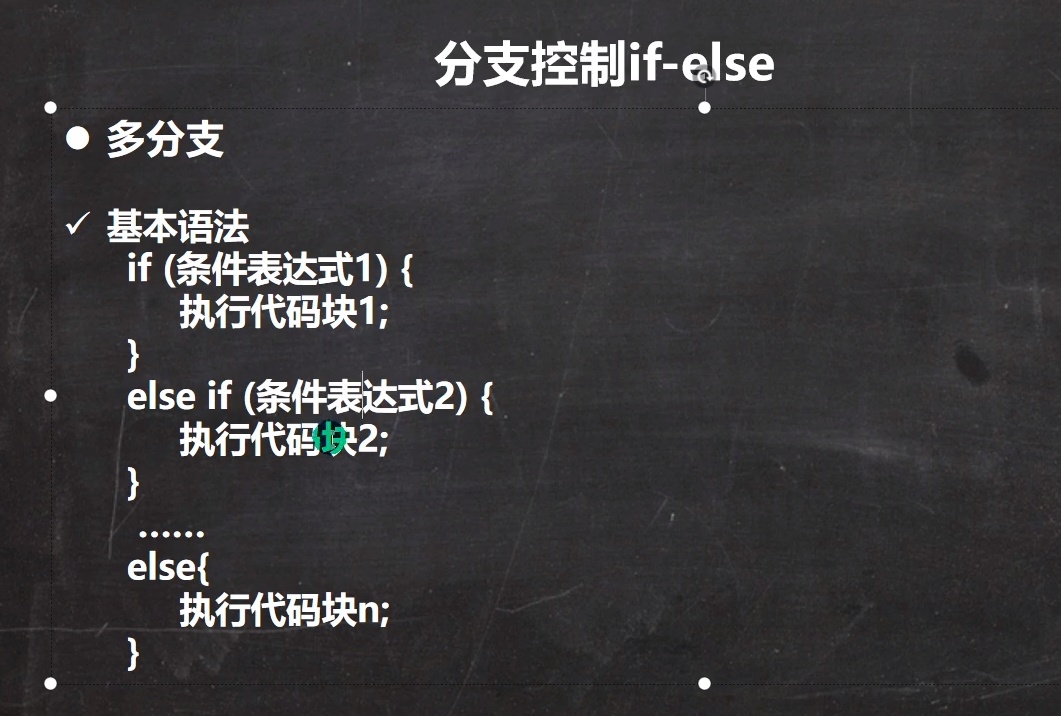 分支控制if-else
● 多分支
✓ 基本语法
if (条件表达式1) {
执行代码块1;
}
else if (条件表达式2) {
执行代码块2;
}
……
else{
执行代码块n;
}